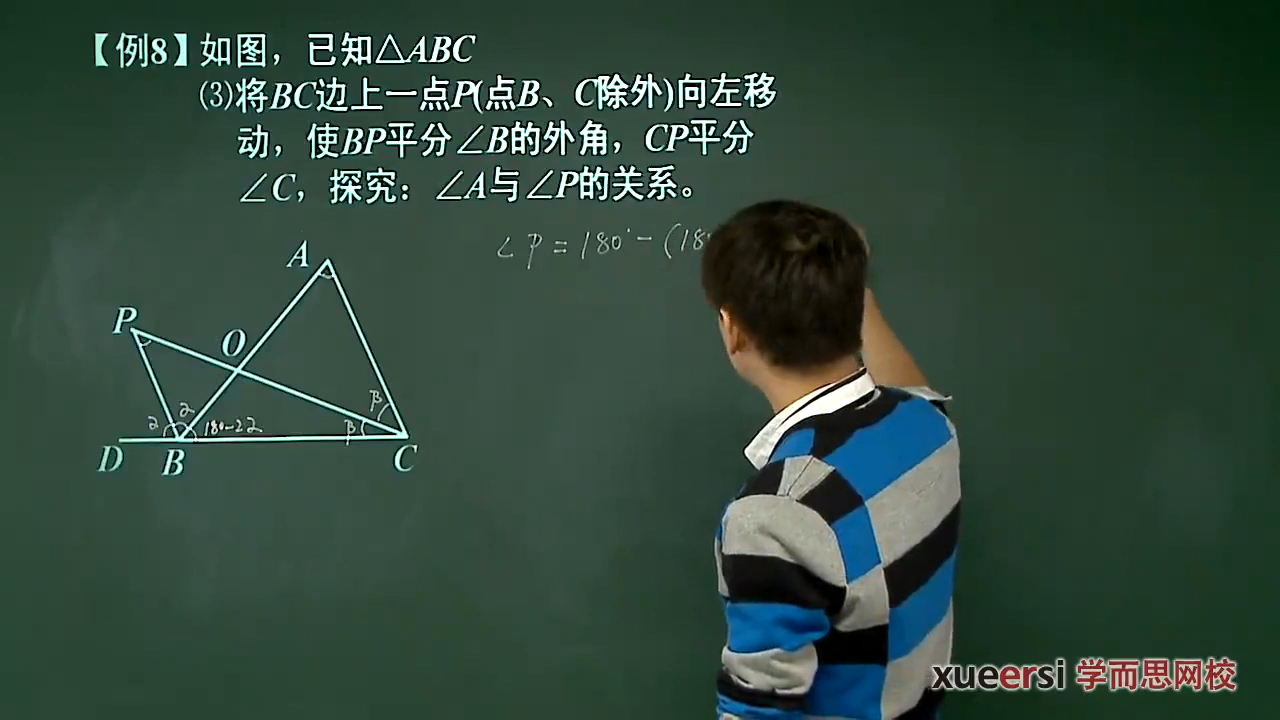 【例8】如图，已知△ABC
⑶将BC边上一点P(点B、C除外)向左移
动，使BP平分∠B的外角，CP平分
∠C，探究：∠A与∠P的关系。
∠P=180°-(18
A
P
O
β
2 2 180-22
β
D B C
xueersi 学而思网校